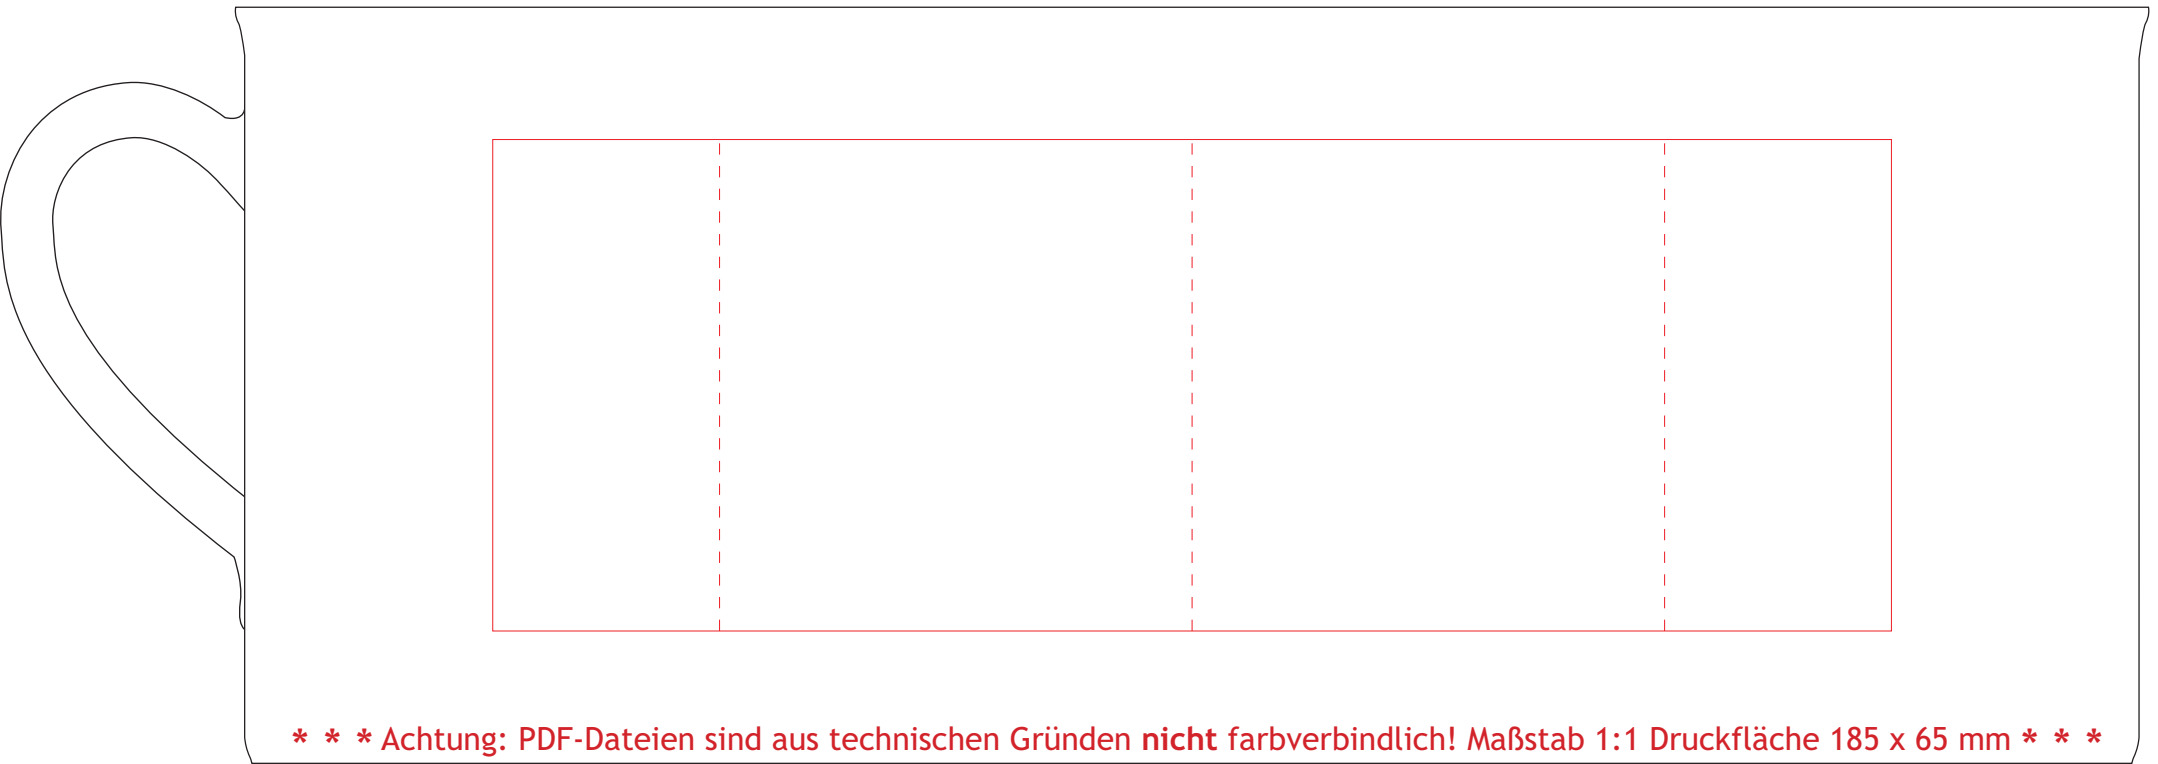 * * * Achtung: PDF-Dateien sind aus technischen Gründen nicht farbverbindlich! Maßstab 1:1 Druckfläche 185 x 65 mm * * *